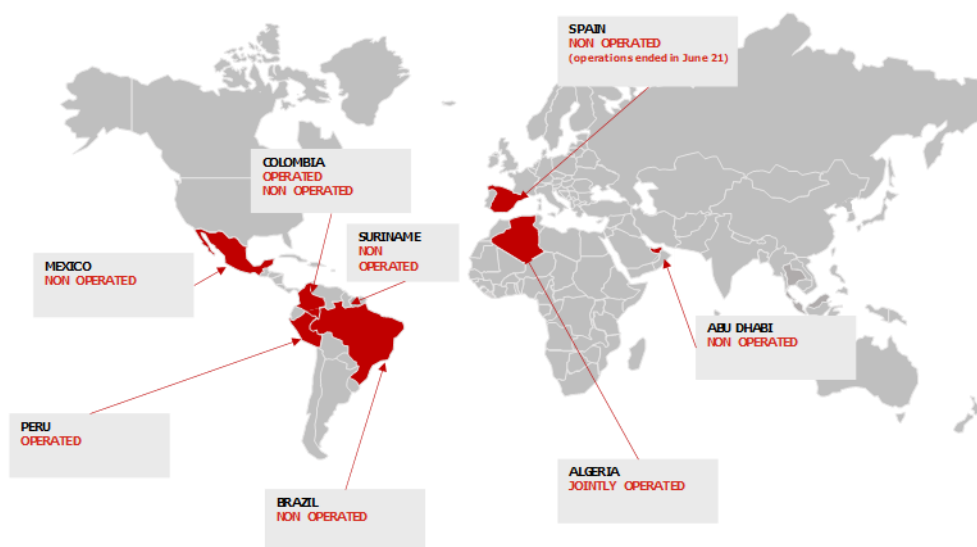 SPAIN
NON OPERATED
(operations ended in June 21)
COLOMBIA
OPERATED
NON OPERATED
SURINAME
NON
OPERATED
MEXICO
NON OPERATED
ABU DHABI
NON OPERATED
PERU
OPERATED
ALGERIA
JOINTLY OPERATED
BRAZIL
NON OPERATED